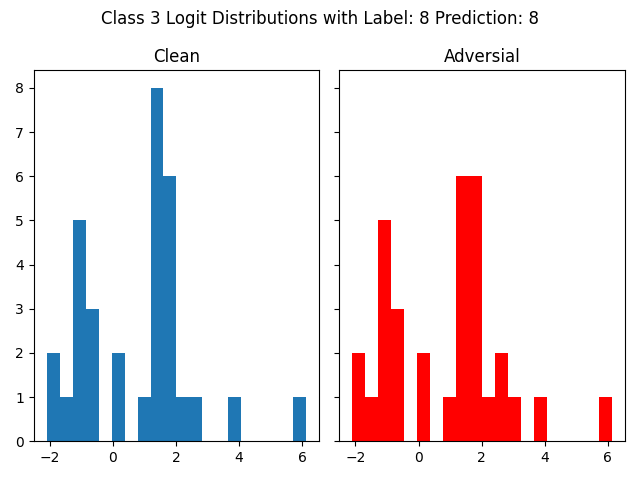 Class 3 Logit Distributions with Label: 8 Prediction: 8
Clean
Adversial
8
7
6
5
4
3
2
1
0
−2 0 2 4 6
−2 0 2 4 6